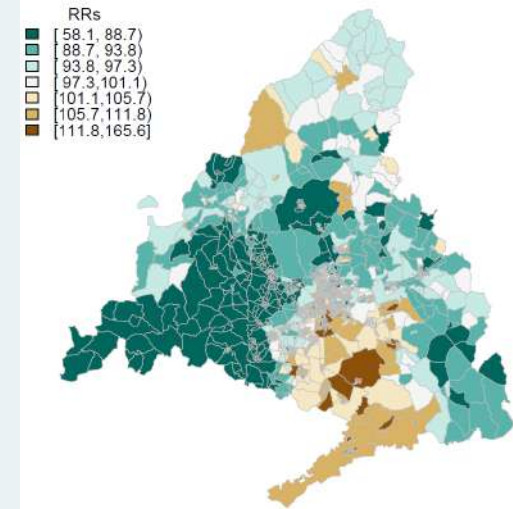 RRs
[ 58.1, 88.7)
[ 88.7, 93.8)
[ 93.8, 97.3)
[ 97.3,101.1)
[101.1,105.7)
[105.7,111.8)
[111.8,165.6]